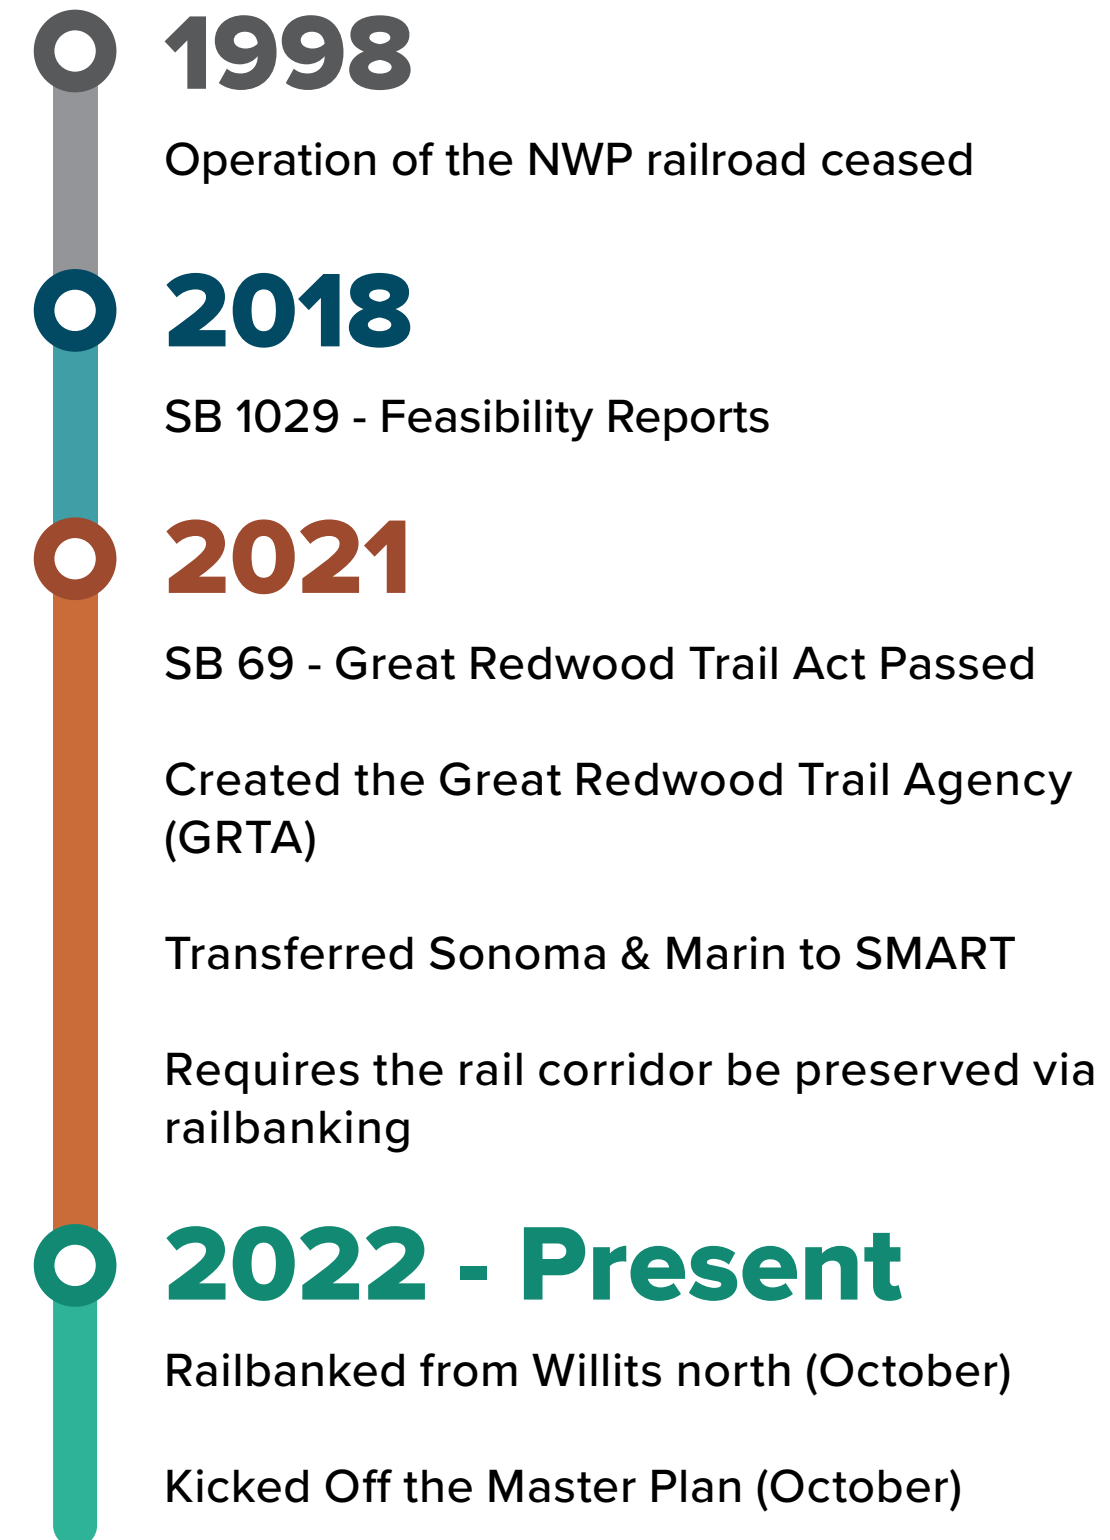 1998
Operation of the NWP railroad ceased
2018
SB 1029 - Feasibility Reports
2021
SB 69 - Great Redwood Trail Act Passed
Created the Great Redwood Trail Agency
(GRTA)
Transferred Sonoma & Marin to SMART
Requires the rail corridor be preserved via
railbanking
2022 - Present
Railbanked from Willits north (October)
Kicked Off the Master Plan (October)